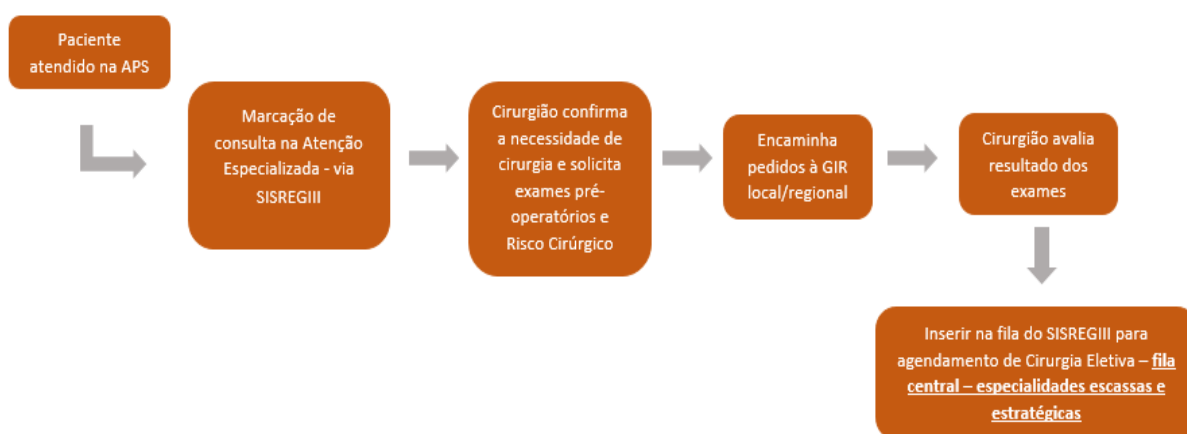 Paciente
atendido na APS
Marcação de
consulta na Atenção
Especializada - via
SISREGIII
Cirurgião confirma
a necessidade de
cirurgia e solicita
exames pré-
operatórios e
Risco Cirúrgico
Encaminha
pedidos à GIR
local/regional
Cirurgião avalia
resultado dos
exames
Inserir na fila do SISREGIII para
agendamento de Cirurgia Eletiva – fila
central – especialidades escassas e
estratégicas